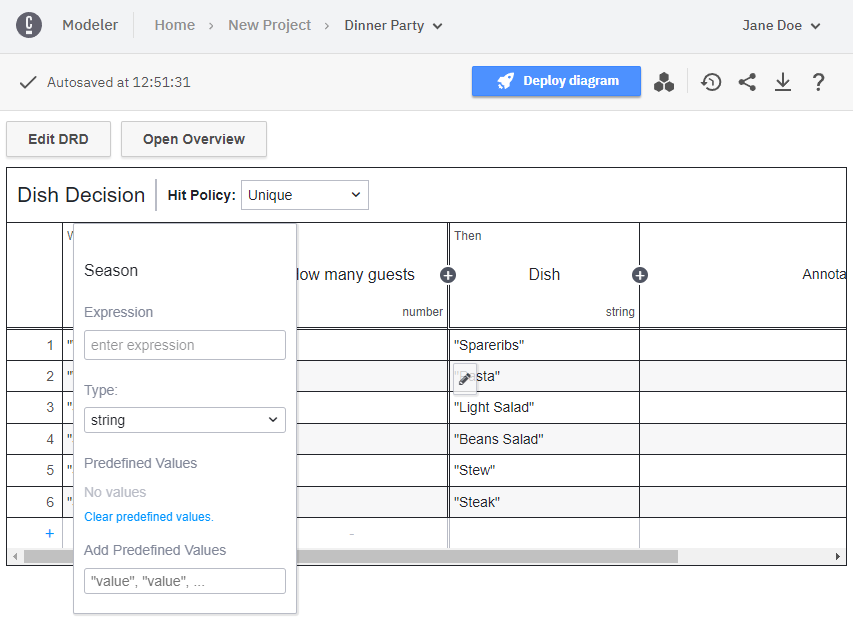 C Modeler Home › New Project › Dinner Party Jane Doe
Autosaved at 12:51:31 Deploy diagram ?
Edit DRD Open Overview
Dish Decision Hit Policy: Unique
Then
Season
How many guests + Dish + Annota
Expression number string
enter expression
1 "Spareribs"
Type:
2 "Pasta"
string
3 "Light Salad"
4 "Beans Salad"
Predefined Values
5 "Stew"
No values
6 "Steak"
Clear predefined values.
+ -
Add Predefined Values
"value", "value", ...